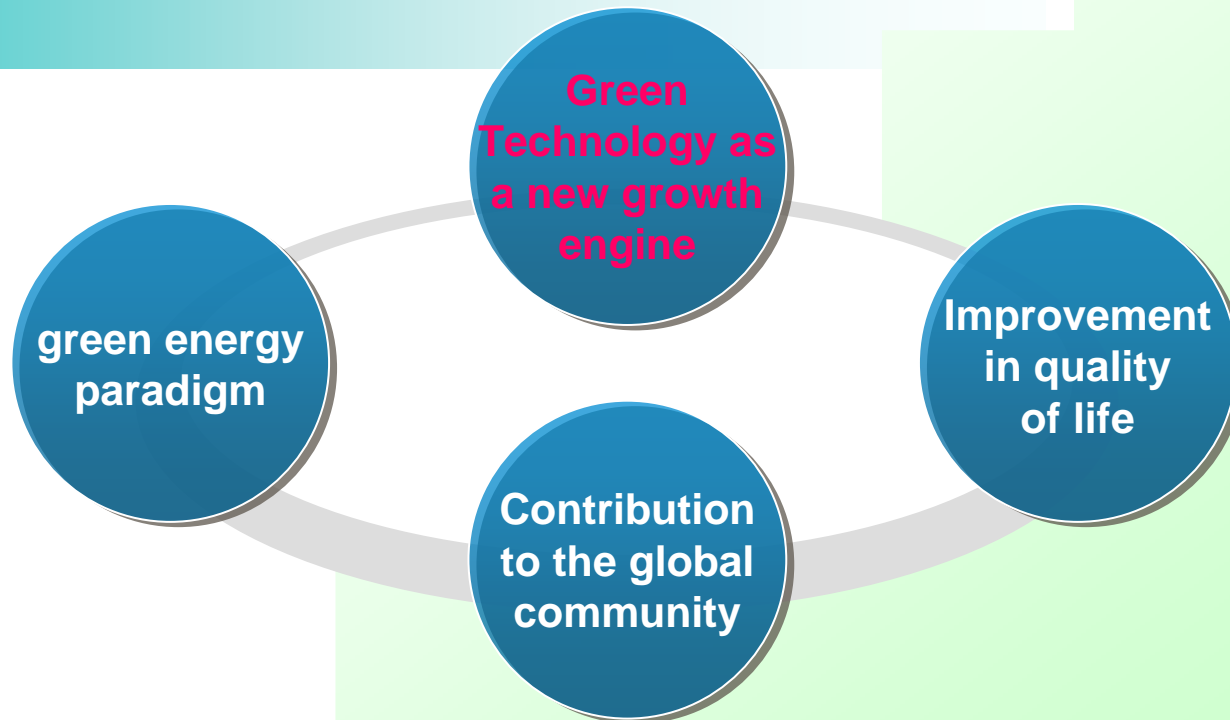 Green
Technology as
a new growth
engine
green energy
paradigm
Improvement
in quality
of life
Contribution
to the global
community